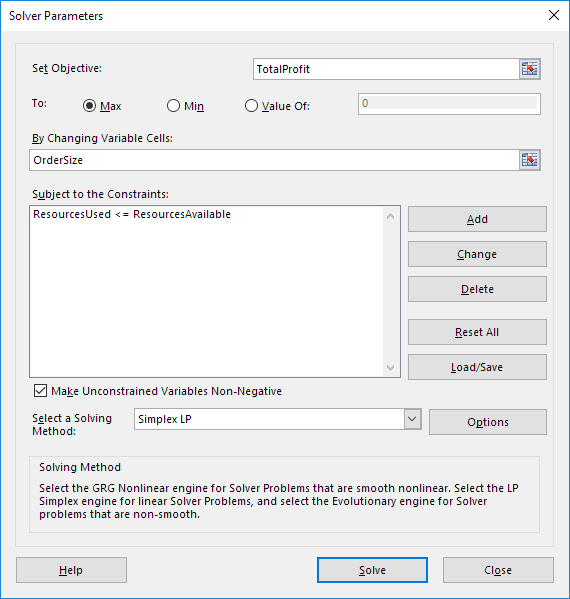 Solver Parameters
Set Objective:
TotalProfit
To:
Max
Min
Value Of:
0
By Changing Variable Cells:
OrderSize
Subject to the Constraints:
ResourcesUsed <= ResourcesAvailable
Add
Change
Delete
Reset All
Load/Save
Make Unconstrained Variables Non-Negative
Select a Solving
Method:
Simplex LP
Options
Solving Method
Select the GRG Nonlinear engine for Solver Problems that are smooth nonlinear. Select the LP
Simplex engine for linear Solver Problems, and select the Evolutionary engine for Solver
problems that are non-smooth.
Help
Solve
Close